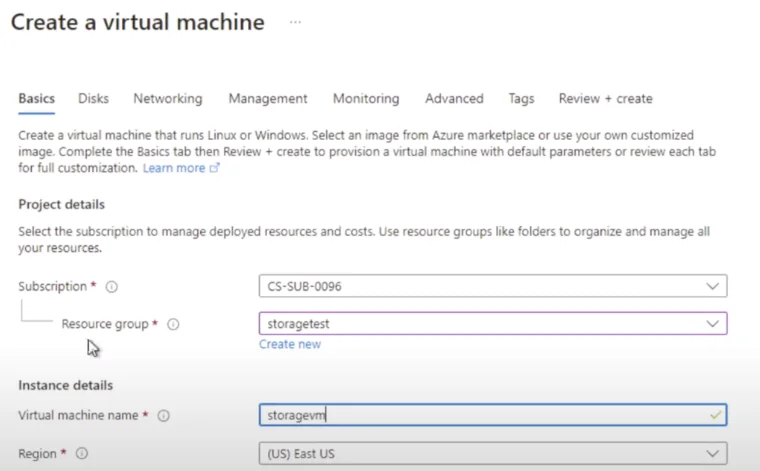 Create a virtual machine ...
Basics Disks Networking Management Monitoring Advanced Tags Review + create
Create a virtual machine that runs Linux or Windows. Select an image from Azure marketplace or use your own customized
image. Complete the Basics tab then Review + create to provision a virtual machine with default parameters or review each tab
for full customization. Learn more
Project details
Select the subscription to manage deployed resources and costs. Use resource groups like folders to organize and manage all
your resources.
Subscription * CS-SUB-0096
Resource group * storagetest
Create new
Instance details
Virtual machine name * storagevm
Region * (US) East US